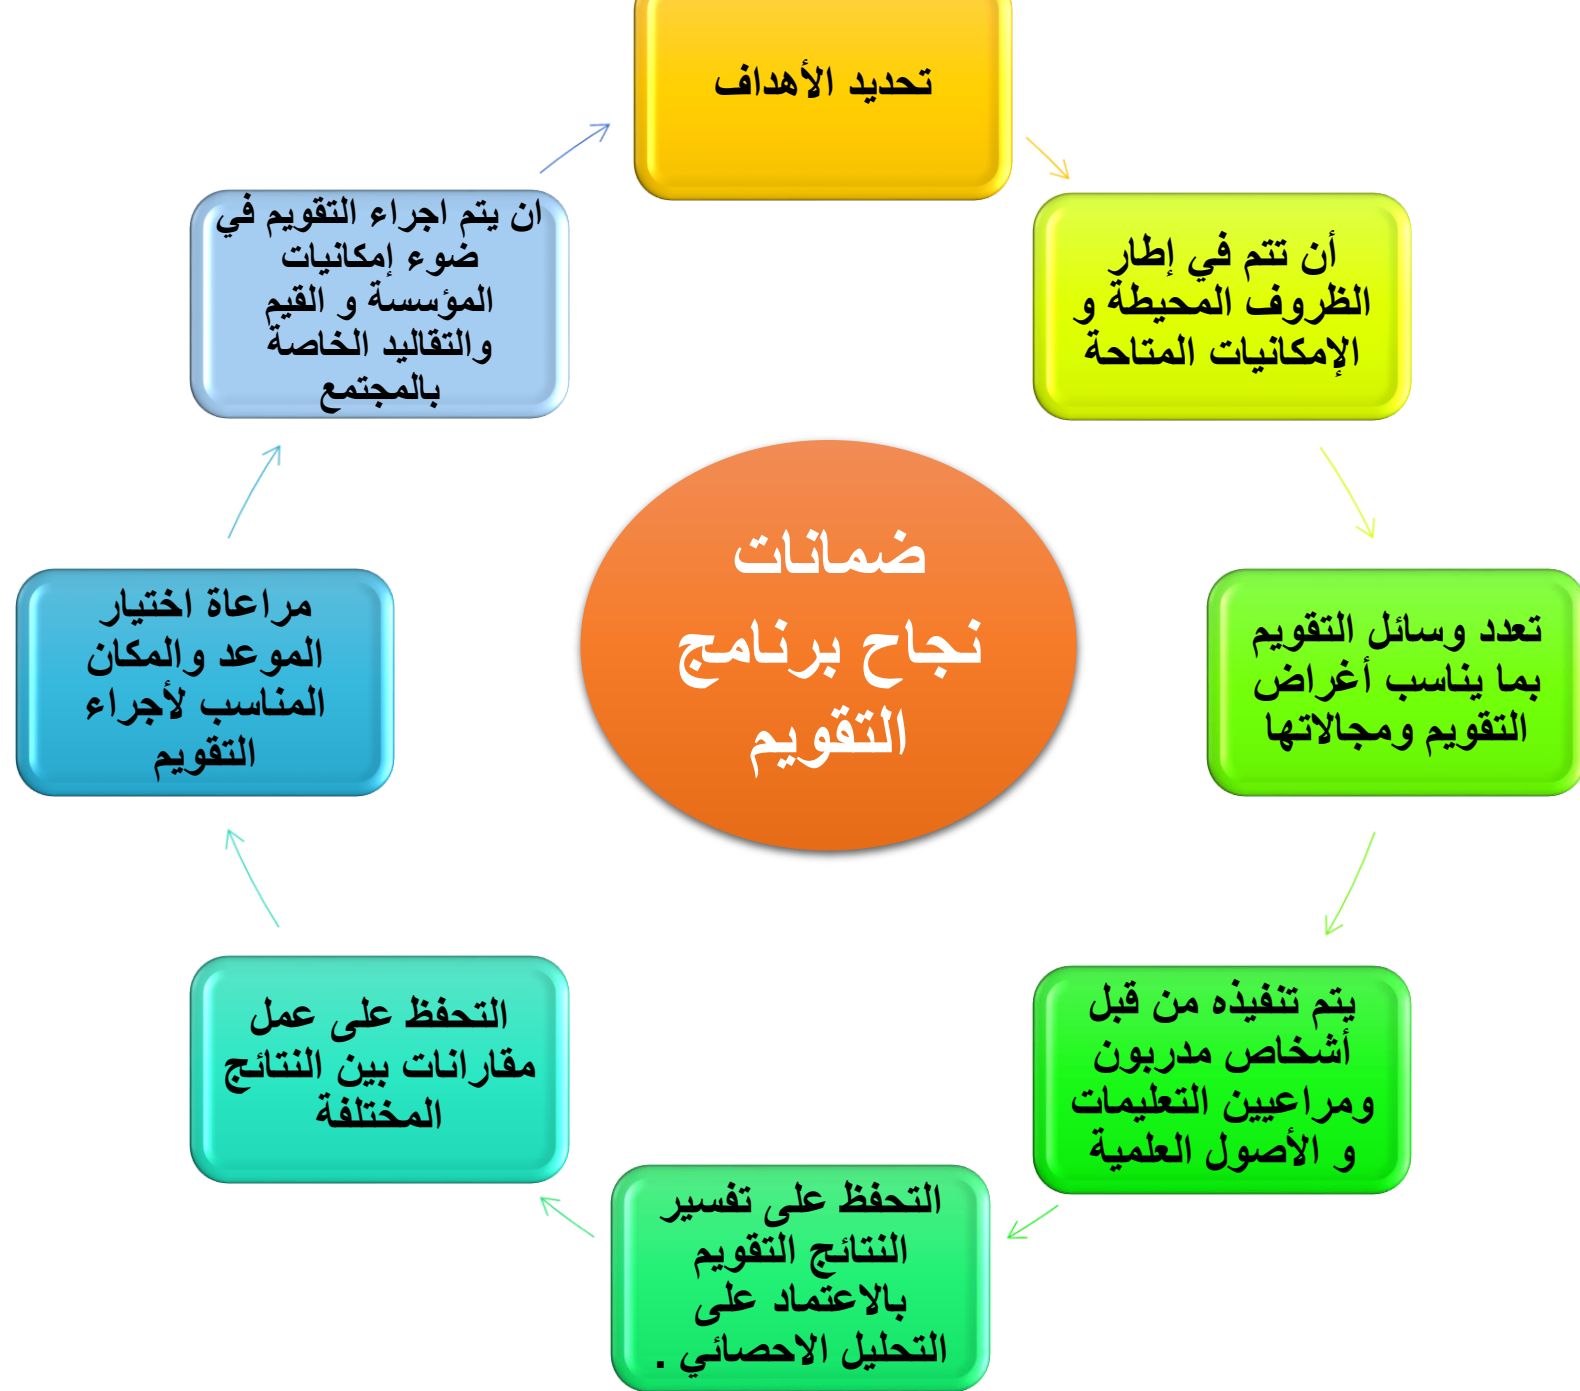 تحديد الأهداف
أن تتم في إطار
الظروف المحيطة و
الإمكانيات المتاحة
تعدد وسائل التقويم
بما يناسب أغراض
التقويم ومجالاتها
يتم تنفيذه من قبل
أشخاص مدربون
ومراعيين التعليمات
و الأصول العلمية
التحفظ على تفسير
النتائج التقويم
بالاعتماد على
التحليل الاحصائي .
التحفظ على عمل
مقارانات بين النتائج
المختلفة
مراعاة اختيار
الموعد والمكان
المناسب لأجراء
التقويم
ان يتم اجراء التقويم في
ضوء إمكانيات
المؤسسة و القيم
والتقاليد الخاصة
بالمجتمع
ضمانات
نجاح برنامج
التقويم